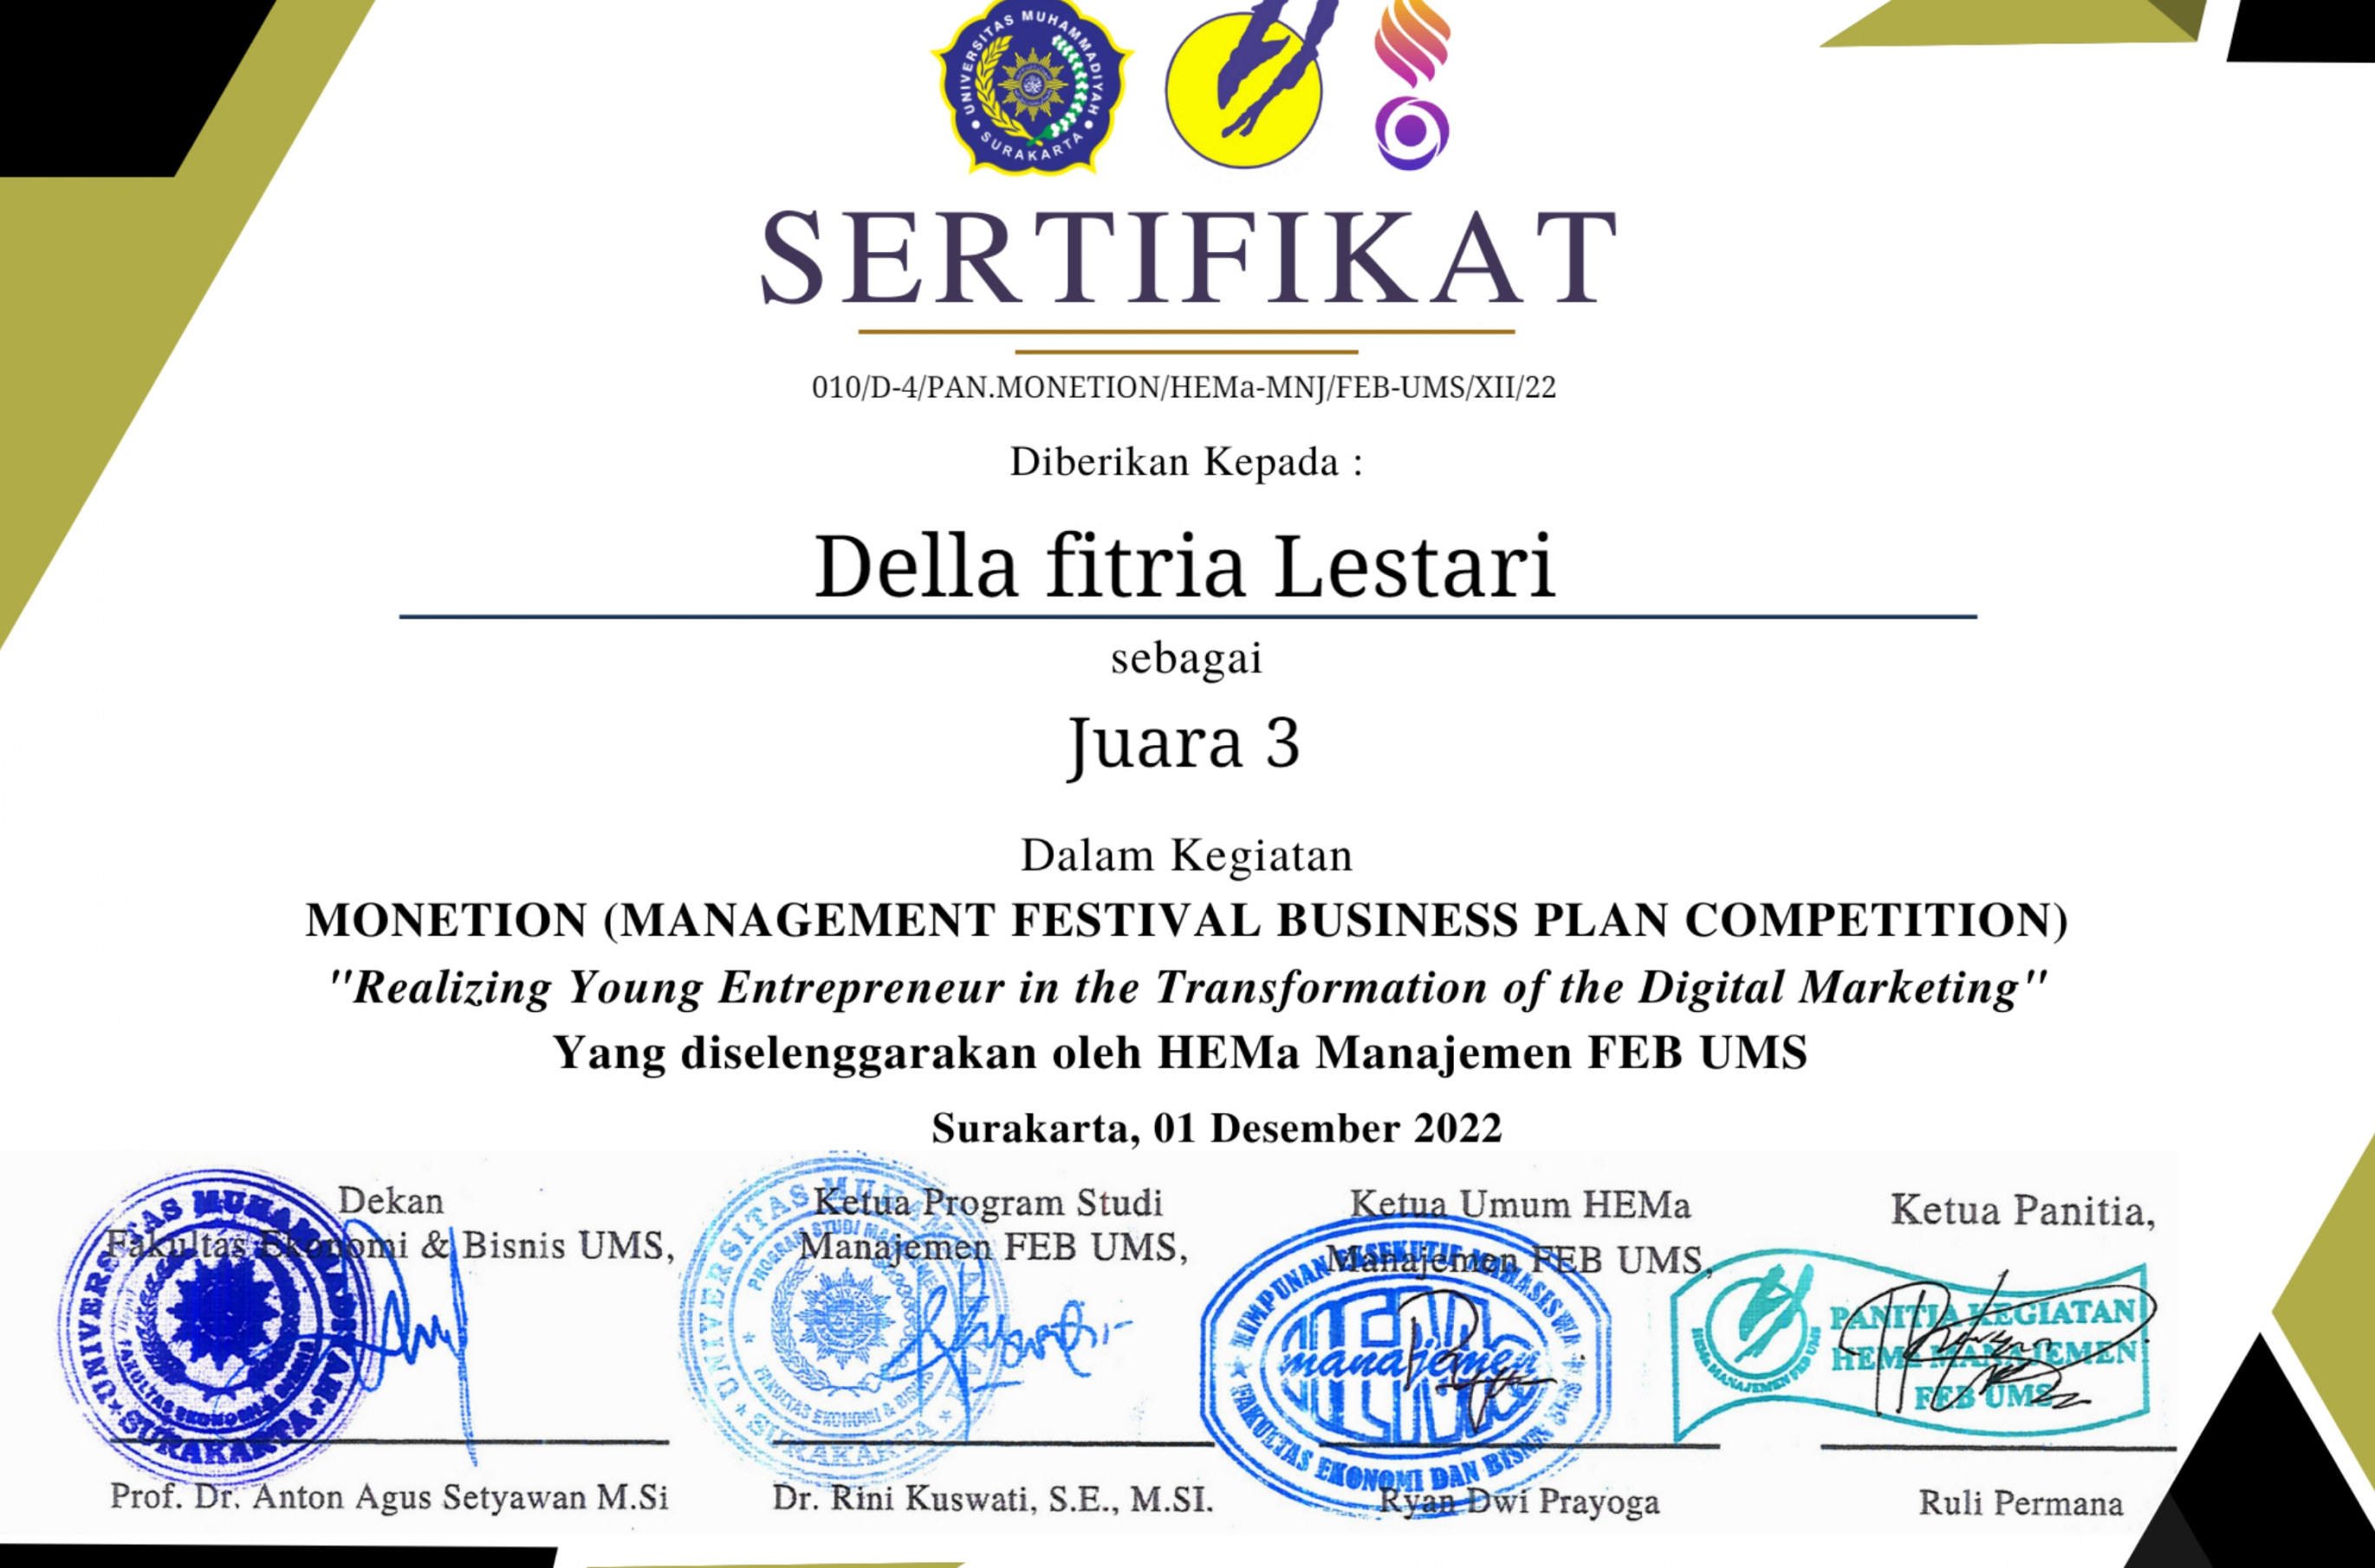 UNIVERSITAS MUHAMMADIYAH
SURAKARTA
SERTIFIKAT
010/D-4/PAN.MONETION/HEMa-MNJ/FEB-UMS/XII/22
Diberikan Kepada :
Della fitria Lestari
sebagai
Juara 3
Dalam Kegiatan
MONETION (MANAGEMENT FESTIVAL BUSINESS PLAN COMPETITION)
"Realizing Young Entrepreneur in the Transformation of the Digital Marketing"
Yang diselenggarakan oleh HEMa Manajemen FEB UMS
Surakarta, 01 Desember 2022
Dekan
Fakultas Ekonomi & Bisnis UMS,
UNIVERSITAS MUHAMMADIYAH
SURAKARTA
Prof. Dr. Anton Agus Setyawan M.Si
Ketua Program Studi
Manajemen FEB UMS,
UNIVERSITAS MUHAMMADIYAH
PROGRAM STUDI MANAJEMEN
FAKULTAS EKONOMI & BISNIS
SURAKARTA
Dr. Rini Kuswati, S.E., M.SI.
Ketua Umum HEMa
Manajemen FEB UMS,
HIMPUNAN EKSEKUTIF MAHASISWA
manajemen
FAKULTAS EKONOMI DAN BISNIS
Ryan Dwi Prayoga
Ketua Panitia,
PANITIA KEGIATAN
HEMA MANAJEMEN
FEB UMS
HEMA MANAJEMEN FEB UMS
Ruli Permana